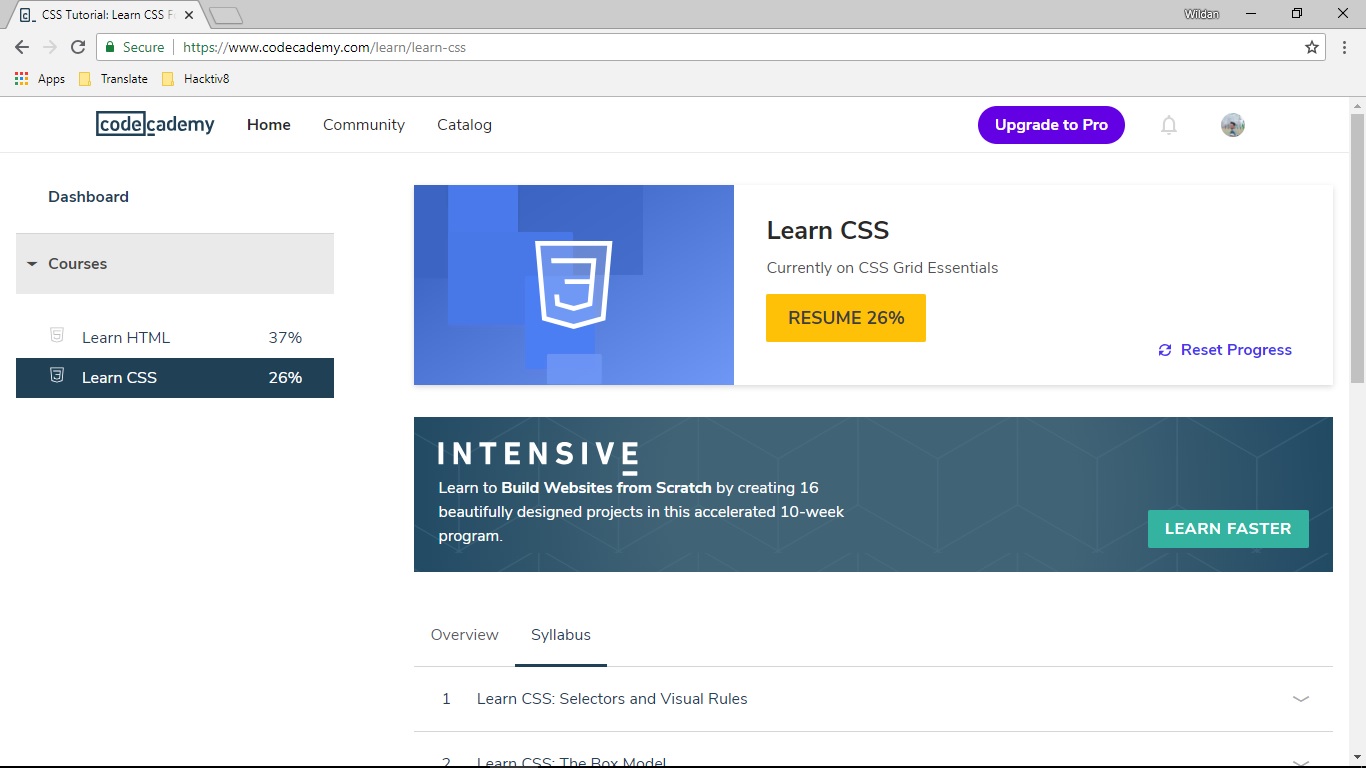 CSS Tutorial: Learn CSS F
Wildan
Secure
https://www.codecademy.com/learn/learn-css
Apps
Translate
Hacktiv8
codecademy
Home
Community
Catalog
Upgrade to Pro
Dashboard
Courses
Learn HTML 37%
Learn CSS 26%
Learn CSS
Currently on CSS Grid Essentials
RESUME 26%
Reset Progress
INTENSIVE
Learn to Build Websites from Scratch by creating 16
beautifully designed projects in this accelerated 10-week
program.
LEARN FASTER
Overview
Syllabus
1 Learn CSS: Selectors and Visual Rules
2 Learn CSS: The Box Model